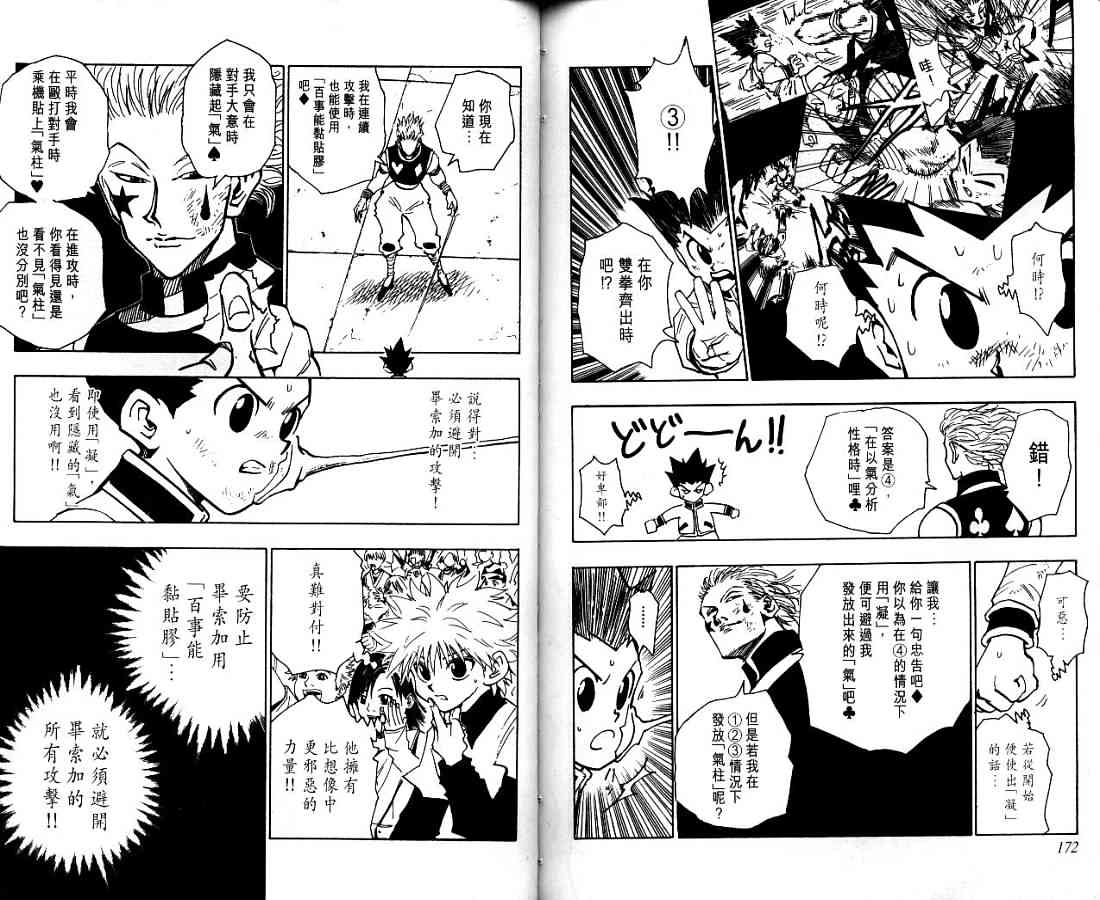 何時!?
何時呢!?
哇!
③!!
在你
雙拳齊出時
吧!?
錯!
答案是④,
「在以氣分析
性格時」哩♣
どどーん!!
好卑鄙!!
可惡…
若從開始
便使出「凝」
的話…
讓我…
給你一句忠告吧♦
你以為在④的情況下
用「凝」,
便可避過我
發放出來的「氣」吧♣
但是若我在
①②③情況下
發放「氣柱」呢?
………
172
你現在
知道…
我在連續
攻擊時,
也能使用
「百事能黏貼膠」
吧♦
我只會在
對手大意時
隱藏起「氣」♠
平時我會
在毆打對手時
乘機貼上「氣柱」♥
在進攻時,
你看得見還是
看不見「氣柱」
也沒分別吧?
說得對…
必須避開
畢索加的攻擊!
即使用「凝」,
看到隱藏的「氣」
也沒用啊!!
真難對付!!
他擁有
比想像中
更邪惡的
力量!!
要防止
畢索加用
「百事能
黏貼膠」…
就必須避開
畢索加的
所有攻擊!!